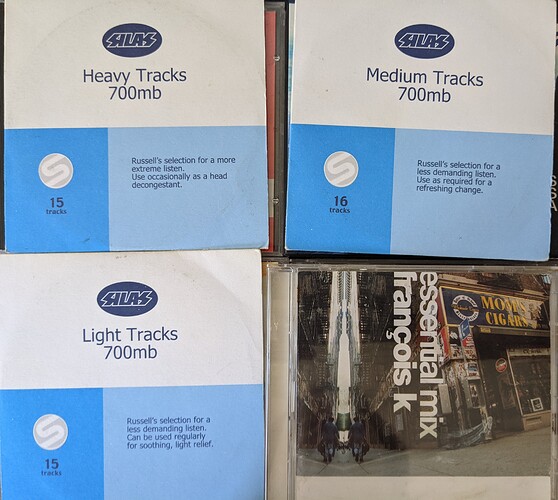 SILAS
Heavy Tracks
700mb
Russell's selection for a more
extreme listen.
Use occasionally as a head
decongestant.
S
15
tracks
SILAS
Medium Tracks
700mb
Russell's selection for a
less demanding listen.
Use as required for a
refreshing change.
16
tracks
SILAS
Light Tracks
700mb
Russell's selection for a
less demanding listen.
Can be used regularly
for soothing, light relief.
S
15
tracks
essential mix
françois k
CIGARS